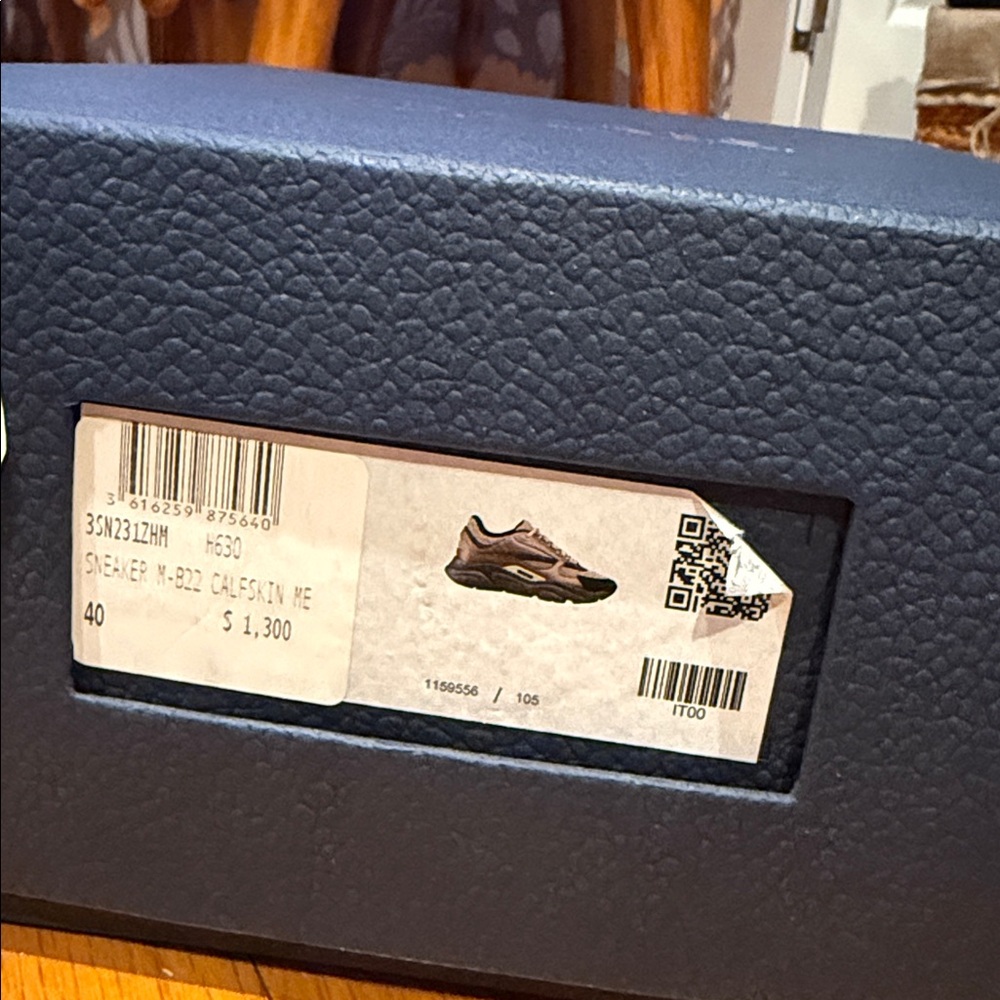 3 616259 875640
3SN231ZHM H630
SNEAKER M-B22 CALFSKIN ME
40 $ 1,300
1159556 / 105
IT00